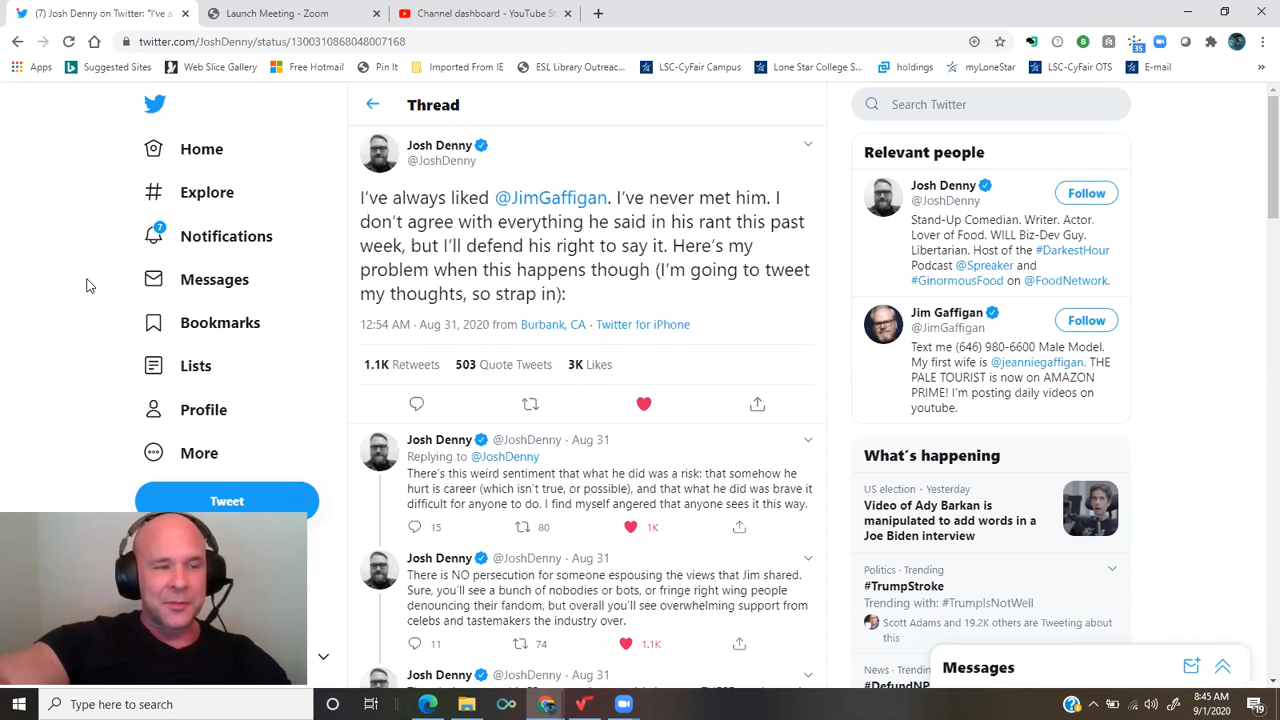 (7) Josh Denny on Twitter: "I've a
Launch Meeting - Zoom
Channel dashboard - YouTube St
twitter.com/JoshDenny/status/1300310868048007168
35
Apps
Suggested Sites
Web Slice Gallery
Free Hotmail
Pin It
Imported From IE
ESL Library Outreac...
LSC-CyFair Campus
Lone Star College S...
holdings
myLoneStar
LSC-CyFair OTS
E-mail
»
Home
Explore
7
Notifications
Messages
Bookmarks
Lists
Profile
More
Tweet
Thread
Josh Denny
@JoshDenny
I've always liked @JimGaffigan. I've never met him. I
don't agree with everything he said in his rant this past
week, but I'll defend his right to say it. Here's my
problem when this happens though (I'm going to tweet
my thoughts, so strap in):
12:54 AM · Aug 31, 2020 from Burbank, CA · Twitter for iPhone
1.1K Retweets 503 Quote Tweets 3K Likes
Josh Denny @JoshDenny · Aug 31
Replying to @JoshDenny
There's this weird sentiment that what he did was a risk: that somehow he
hurt is career (which isn't true, or possible), and that what he did was brave it
difficult for anyone to do. I find myself angered that anyone sees it this way.
15 80 1K
Josh Denny @JoshDenny · Aug 31
There is NO persecution for someone espousing the views that Jim shared.
Sure, you'll see a bunch of nobodies or bots, or fringe right wing people
denouncing their fandom, but overall you'll see overwhelming support from
celebs and tastemakers the industry over.
11 74 1.1K
Josh Denny @JoshDenny · Aug 31
Search Twitter
Relevant people
Josh Denny
@JoshDenny
Follow
Stand-Up Comedian. Writer. Actor.
Lover of Food. WILL Biz-Dev Guy.
Libertarian. Host of the #DarkestHour
Podcast @Spreaker and
#GinormousFood on @FoodNetwork.
Jim Gaffigan
@JimGaffigan
Follow
Text me (646) 980-6600 Male Model.
My first wife is @jeanniegaffigan. THE
PALE TOURIST is now on AMAZON
PRIME! I'm posting daily videos on
youtube.
What's happening
US election · Yesterday
Video of Ady Barkan is
manipulated to add words in a
Joe Biden interview
Politics · Trending
#TrumpStroke
Trending with: #TrumpIsNotWell
Scott Adams and 19.2K others are Tweeting about
this
News · Trendin
#DefundNP
Messages
Type here to search
8:45 AM
9/1/2020
19